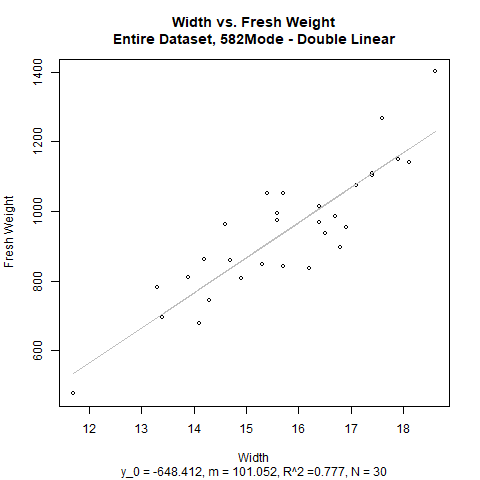 Width vs. Fresh Weight
Entire Dataset, 582Mode - Double Linear
Fresh Weight
1400
1200
1000
800
600
12 13 14 15 16 17 18
Width
y_0 = -648.412, m = 101.052, R^2 =0.777, N = 30